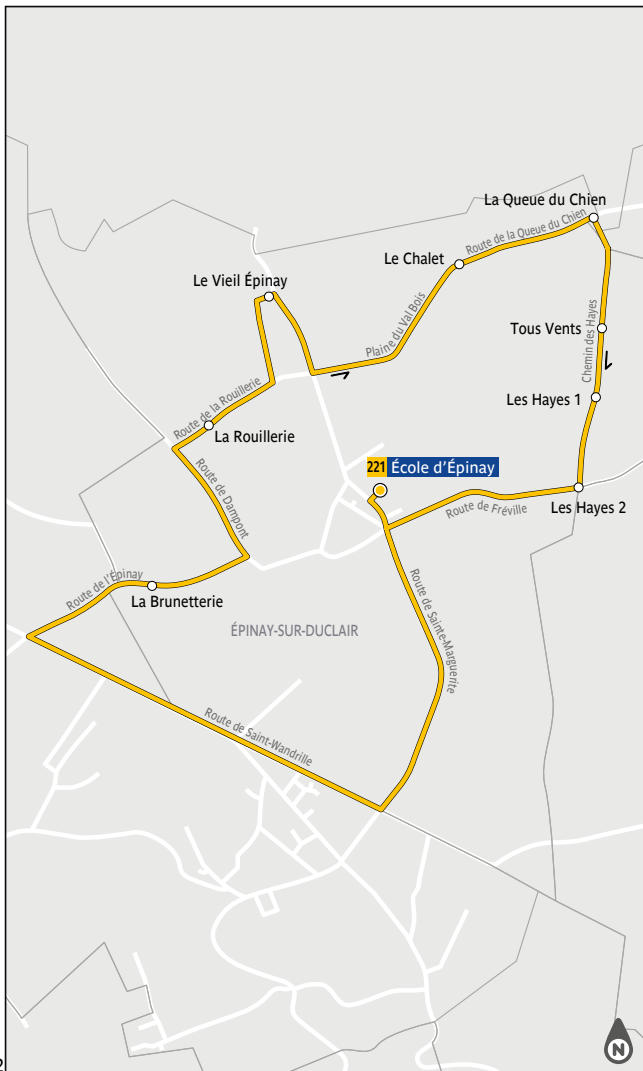 La Queue du Chien
Route de la Queue du Chien
Le Chalet
Le Vieil Épinay
Plaine du Val Bois
Tous Vents
Chemin des Hayes
Les Hayes 1
Route de la Rouillerie
La Rouillerie
221 École d'Épinay
Route de Dampont
Les Hayes 2
Route de Fréville
Route de l'Épinay
La Brunetterie
Route de Sainte-Marguerite
ÉPINAY-SUR-DUCLAIR
Route de Saint-Wandrille
N
2